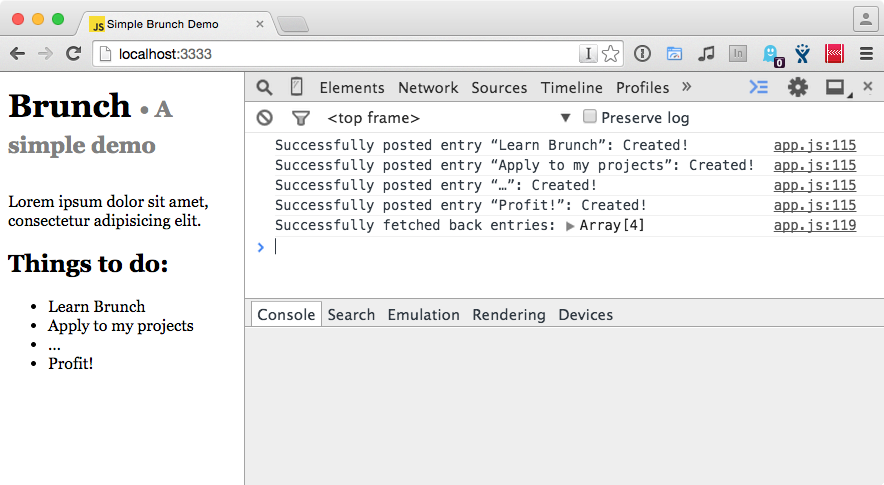 JS Simple Brunch Demo
localhost:3333
I
In
0
Brunch • A
simple demo
Lorem ipsum dolor sit amet,
consectetur adipisicing elit.
Things to do:
• Learn Brunch
• Apply to my projects
• …
• Profit!
Elements Network Sources Timeline Profiles »
<top frame> Preserve log
Successfully posted entry “Learn Brunch”: Created! app.js:115
Successfully posted entry “Apply to my projects”: Created! app.js:115
Successfully posted entry “…”: Created! app.js:115
Successfully posted entry “Profit!”: Created! app.js:115
Successfully fetched back entries: ▶ Array[4] app.js:119
Console Search Emulation Rendering Devices